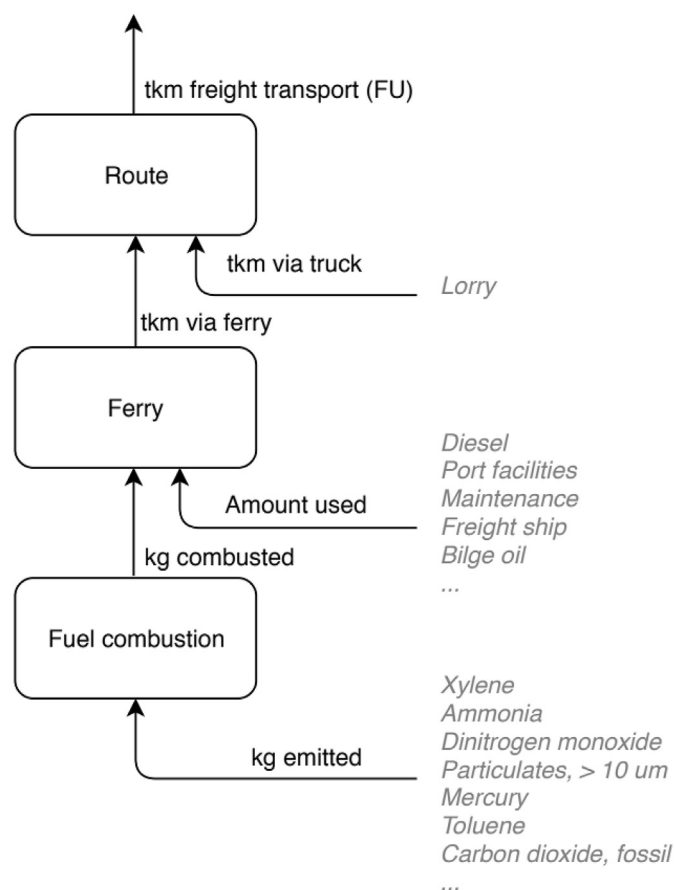 tkm freight transport (FU)
Route
tkm via truck
Lorry
tkm via ferry
Ferry
Diesel
Port facilities
Maintenance
Freight ship
Bilge oil
...
Amount used
kg combusted
Fuel combustion
Xylene
Ammonia
Dinitrogen monoxide
Particulates, > 10 um
Mercury
Toluene
Carbon dioxide, fossil
...
kg emitted